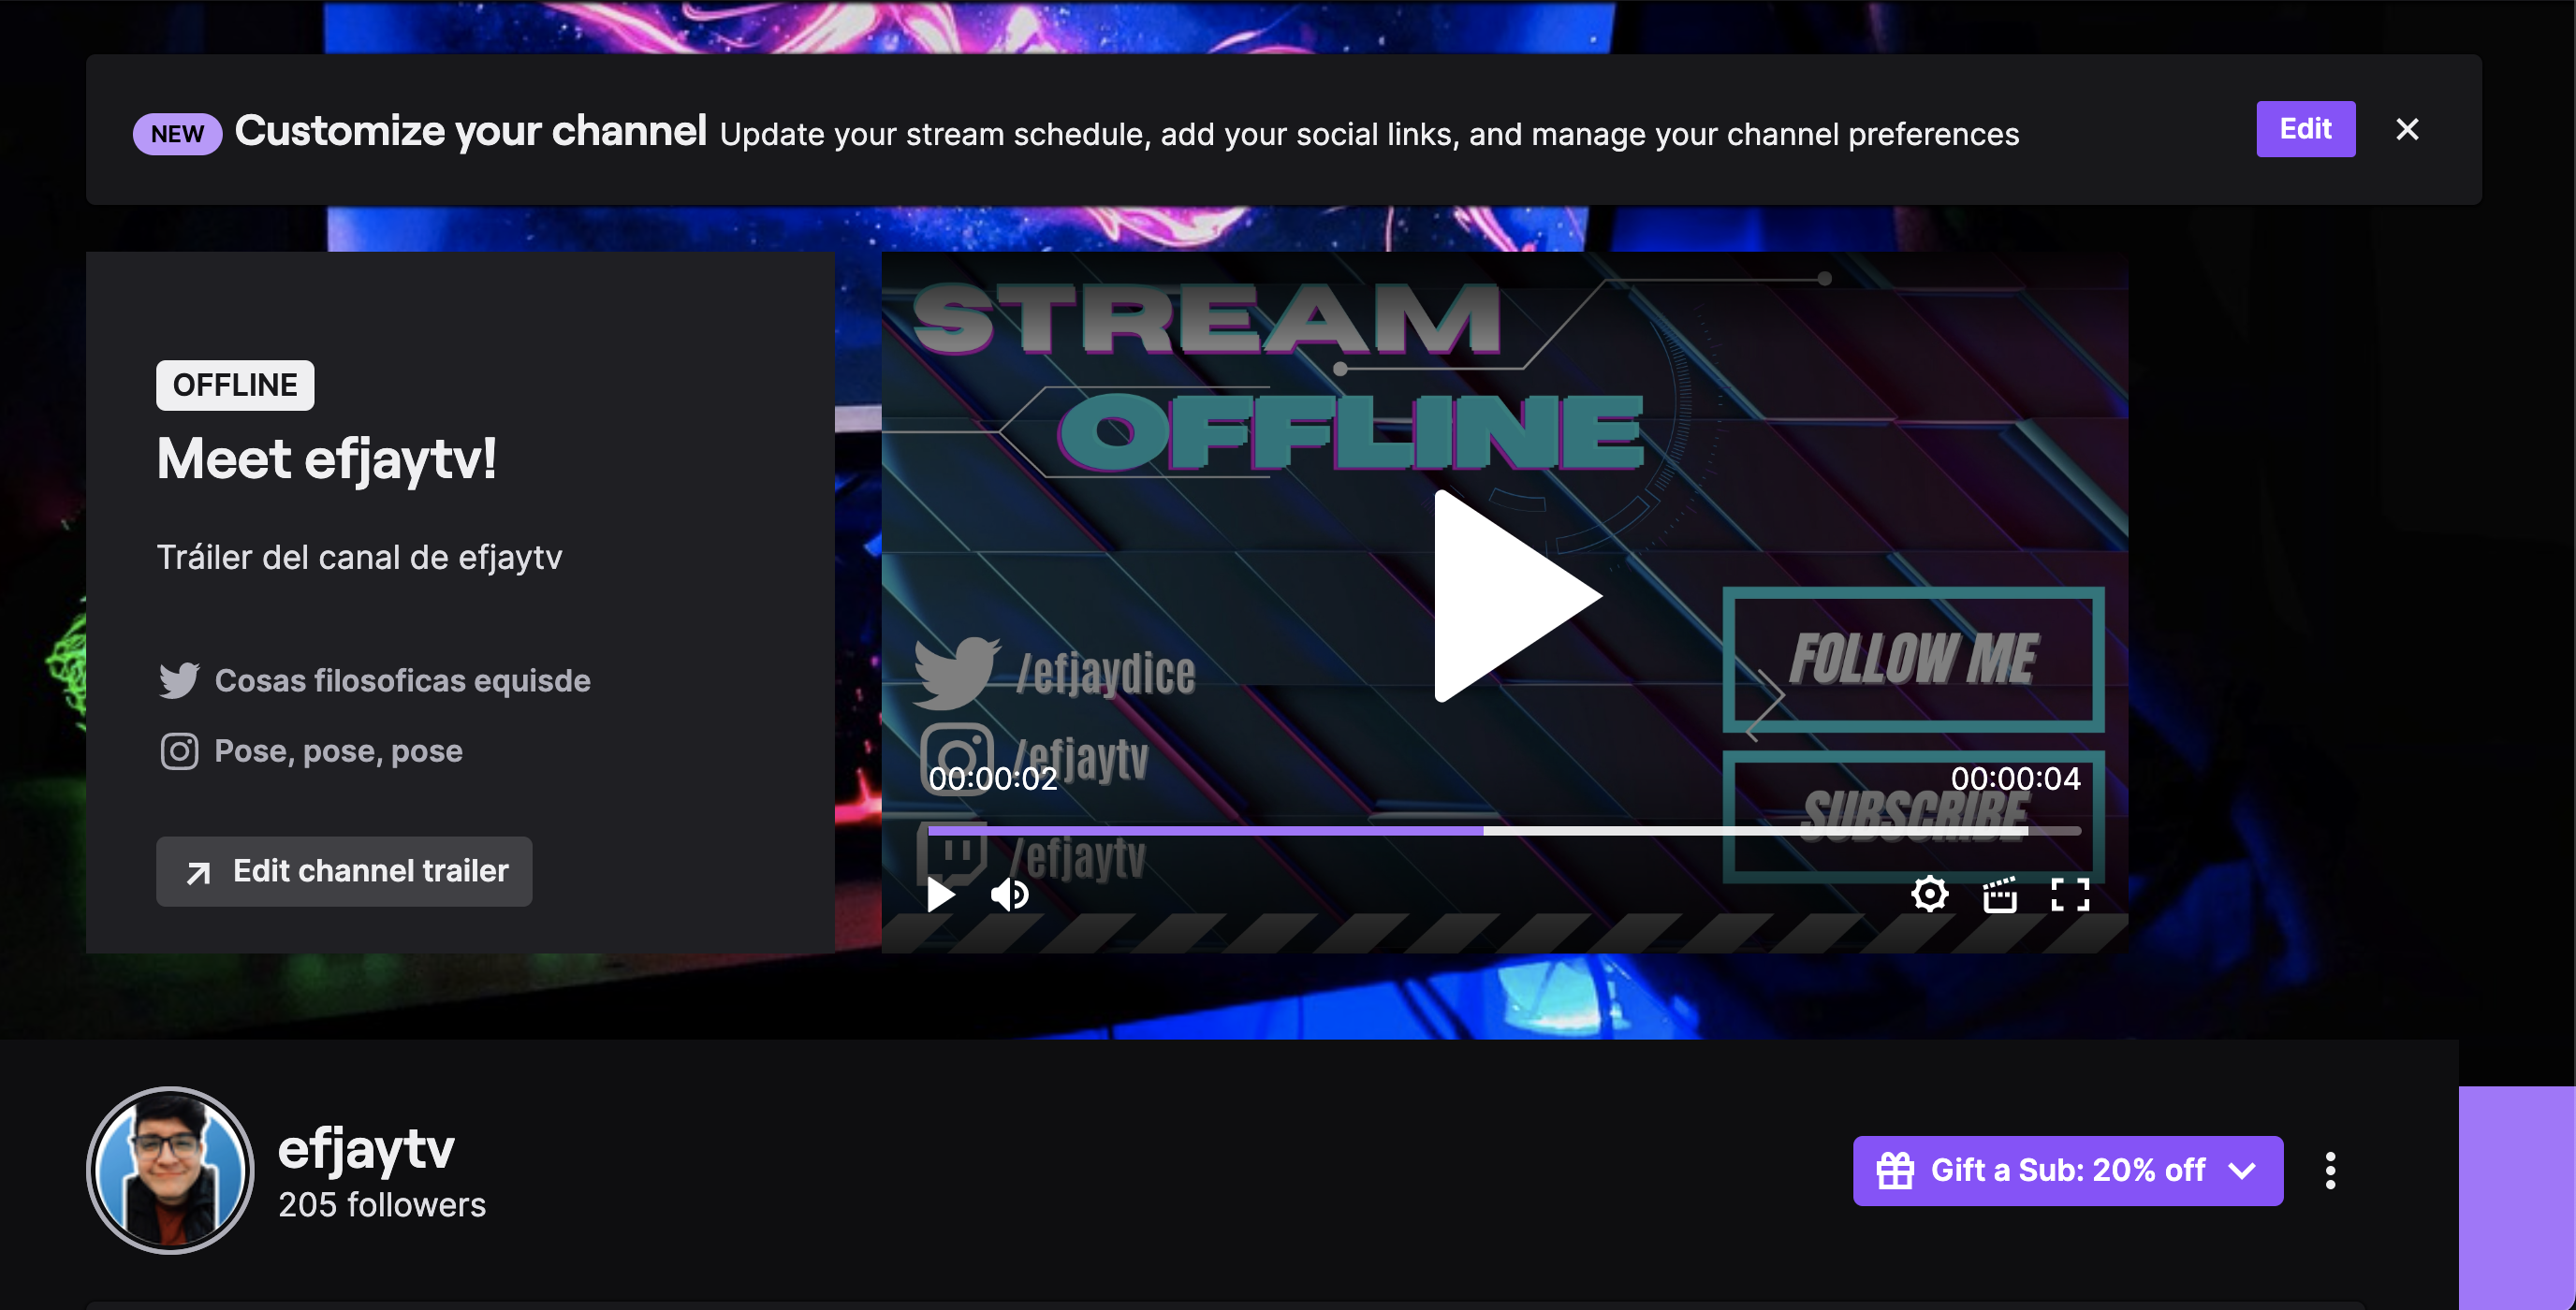 NEW Customize your channel Update your stream schedule, add your social links, and manage your channel preferences
Edit
OFFLINE
Meet efjaytv!
Tráiler del canal de efjaytv
Cosas filosoficas equisde
Pose, pose, pose
Edit channel trailer
STREAM
OFFLINE
/efjaydice
/efjaytv
/efjaytv
FOLLOW ME
SUBSCRIBE
00:00:02
00:00:04
efjaytv
205 followers
Gift a Sub: 20% off